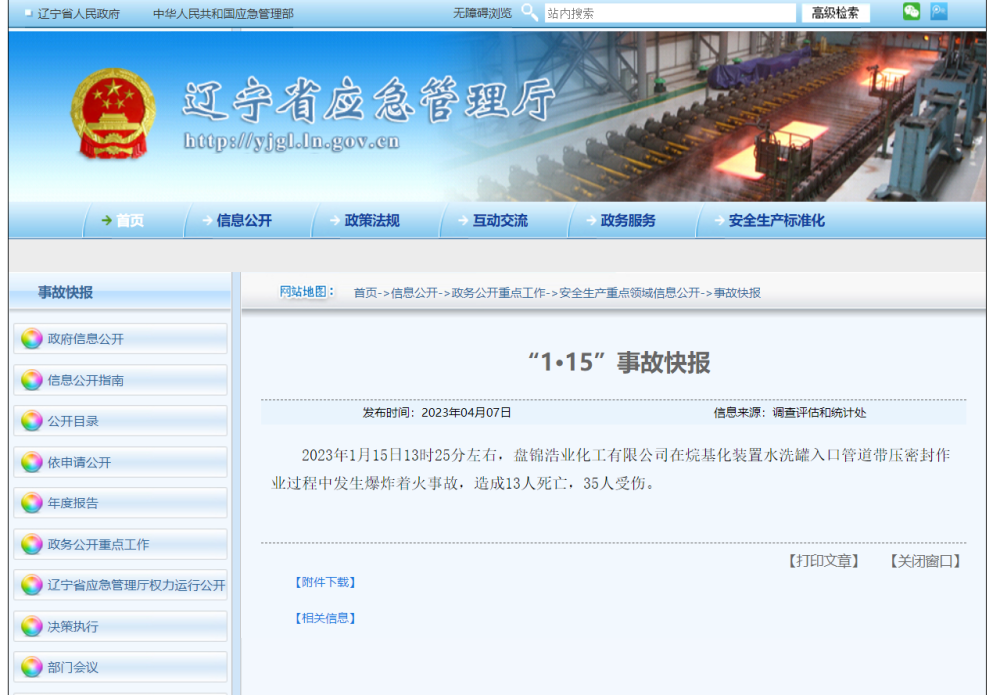 辽宁省人民政府 中华人民共和国应急管理部 无障碍浏览 站内搜索 高级检索
辽宁省应急管理厅
http://yjgl.ln.gov.cn
首页 信息公开 政策法规 互动交流 政务服务 安全生产标准化
事故快报
网站地图: 首页->信息公开->政务公开重点工作->安全生产重点领域信息公开->事故快报
政府信息公开
信息公开指南
公开目录
依申请公开
年度报告
政务公开重点工作
辽宁省应急管理厅权力运行公开
决策执行
部门会议
“1•15”事故快报
发布时间：2023年04月07日 信息来源：调查评估和统计处
2023年1月15日13时25分左右，盘锦浩业化工有限公司在烷基化装置水洗罐入口管道带压密封作
业过程中发生爆炸着火事故，造成13人死亡，35人受伤。
【打印文章】 【关闭窗口】
【附件下载】
【相关信息】